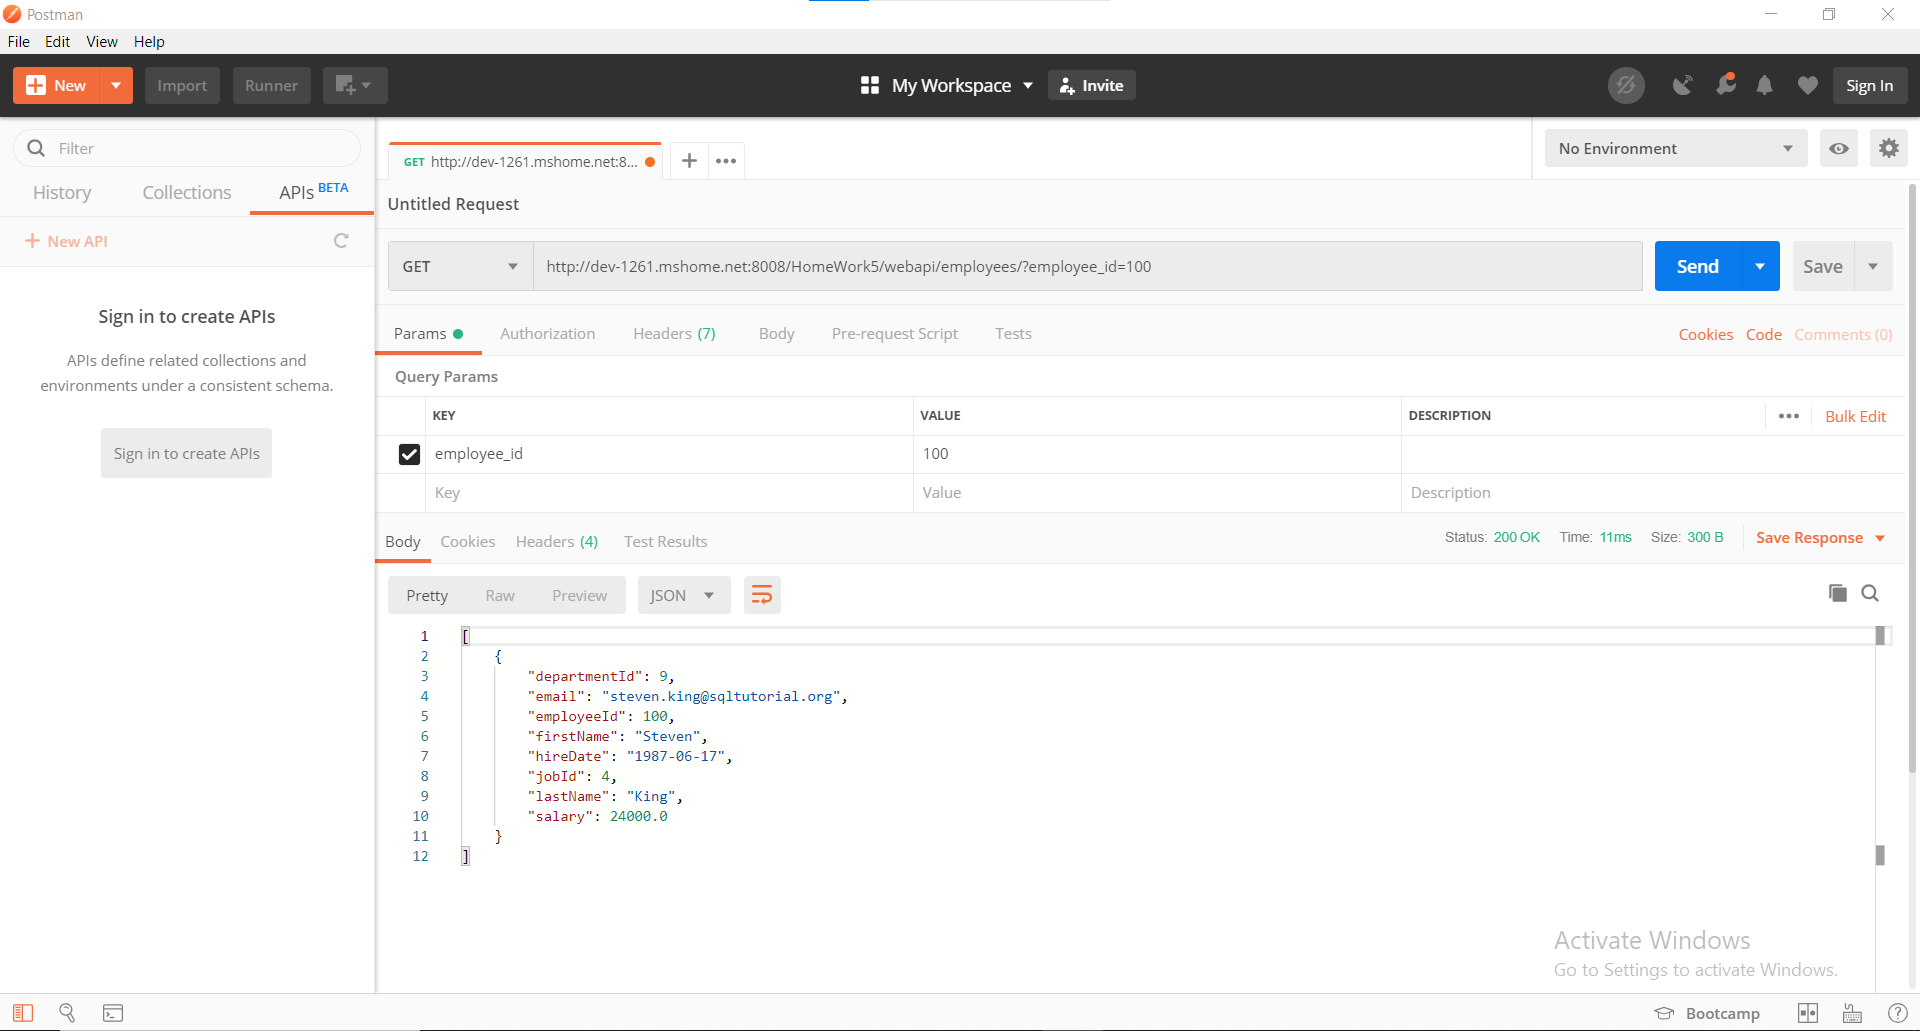 Postman
File Edit View Help
New Import Runner My Workspace Invite Sign In
Filter
History Collections APIs BETA
+ New API
Sign in to create APIs
APIs define related collections and
environments under a consistent schema.
Sign in to create APIs
GET http://dev-1261.mshome.net:8... + •••
No Environment
Untitled Request
GET http://dev-1261.mshome.net:8008/HomeWork5/webapi/employees/?employee_id=100 Send Save
Params Authorization Headers (7) Body Pre-request Script Tests Cookies Code Comments (0)
Query Params
KEY VALUE DESCRIPTION ••• Bulk Edit
employee_id 100
Key Value Description
Body Cookies Headers (4) Test Results Status: 200 OK Time: 11ms Size: 300 B Save Response
Pretty Raw Preview JSON
1 [
2 {
3 "departmentId": 9,
4 "email": "steven.king@sqltutorial.org",
5 "employeeId": 100,
6 "firstName": "Steven",
7 "hireDate": "1987-06-17",
8 "jobId": 4,
9 "lastName": "King",
10 "salary": 24000.0
11 }
12 ]
Activate Windows
Go to Settings to activate Windows.
Bootcamp